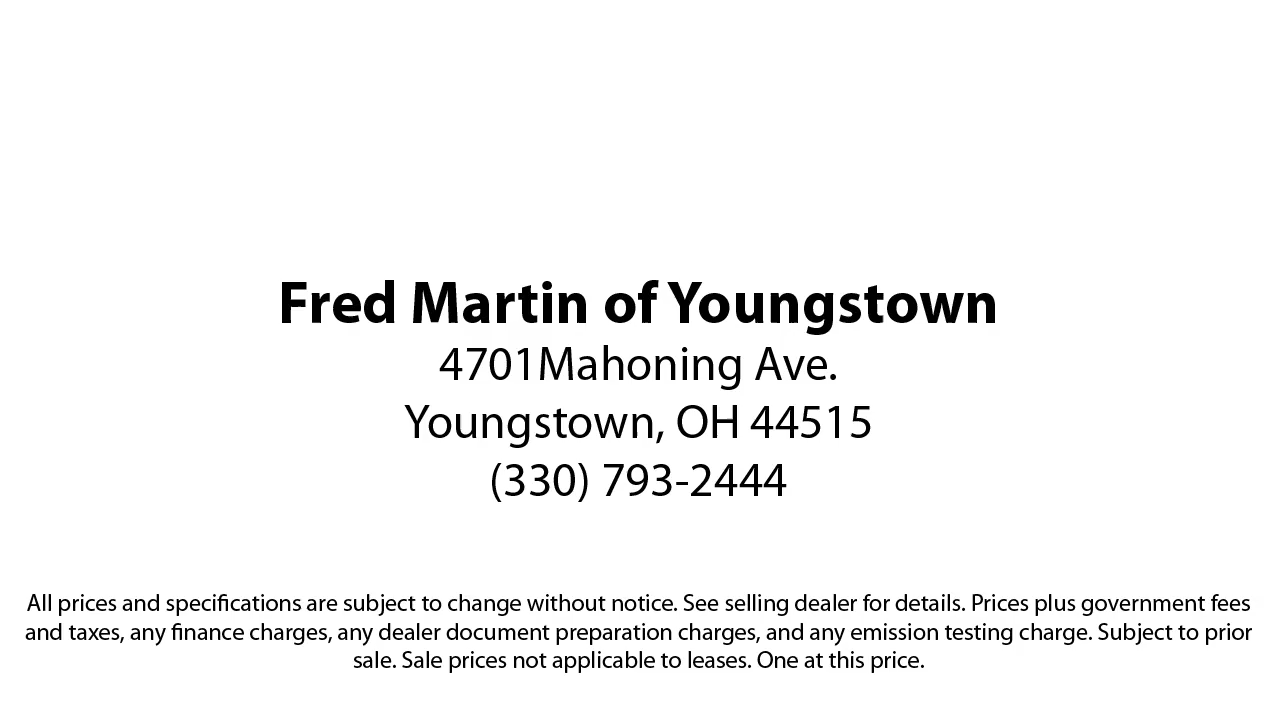 Fred Martin of Youngstown
4701Mahoning Ave.
Youngstown, OH 44515
(330) 793-2444
All prices and specifications are subject to change without notice. See selling dealer for details. Prices plus government fees
and taxes, any finance charges, any dealer document preparation charges, and any emission testing charge. Subject to prior
sale. Sale prices not applicable to leases. One at this price.